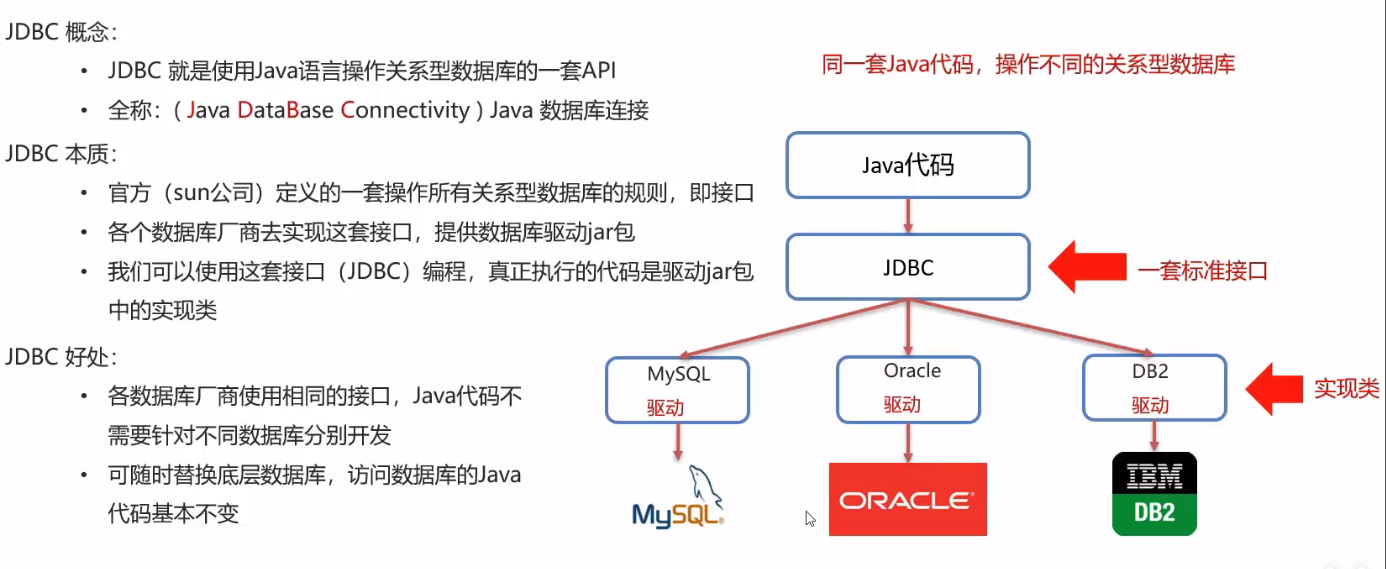 JDBC 概念：
• JDBC 就是使用Java语言操作关系型数据库的一套API
• 全称：( Java DataBase Connectivity ) Java 数据库连接
JDBC 本质：
• 官方（sun公司）定义的一套操作所有关系型数据库的规则，即接口
• 各个数据库厂商去实现这套接口，提供数据库驱动jar包
• 我们可以使用这套接口（JDBC）编程，真正执行的代码是驱动jar包
中的实现类
JDBC 好处：
• 各数据库厂商使用相同的接口，Java代码不
需要针对不同数据库分别开发
• 可随时替换底层数据库，访问数据库的Java
代码基本不变
同一套Java代码，操作不同的关系型数据库
Java代码
JDBC
一套标准接口
MySQL
驱动
Oracle
驱动
DB2
驱动
实现类
MySQL®
ORACLE®
IBM
DB2